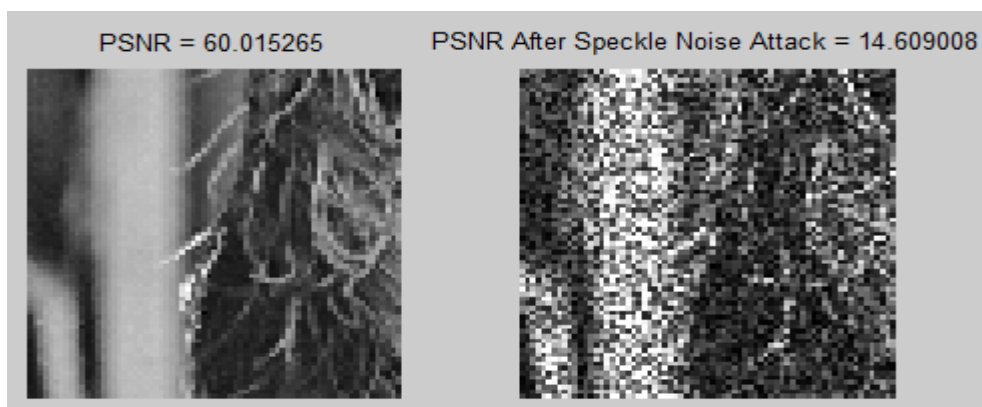 PSNR = 60.015265
PSNR After Speckle Noise Attack = 14.609008